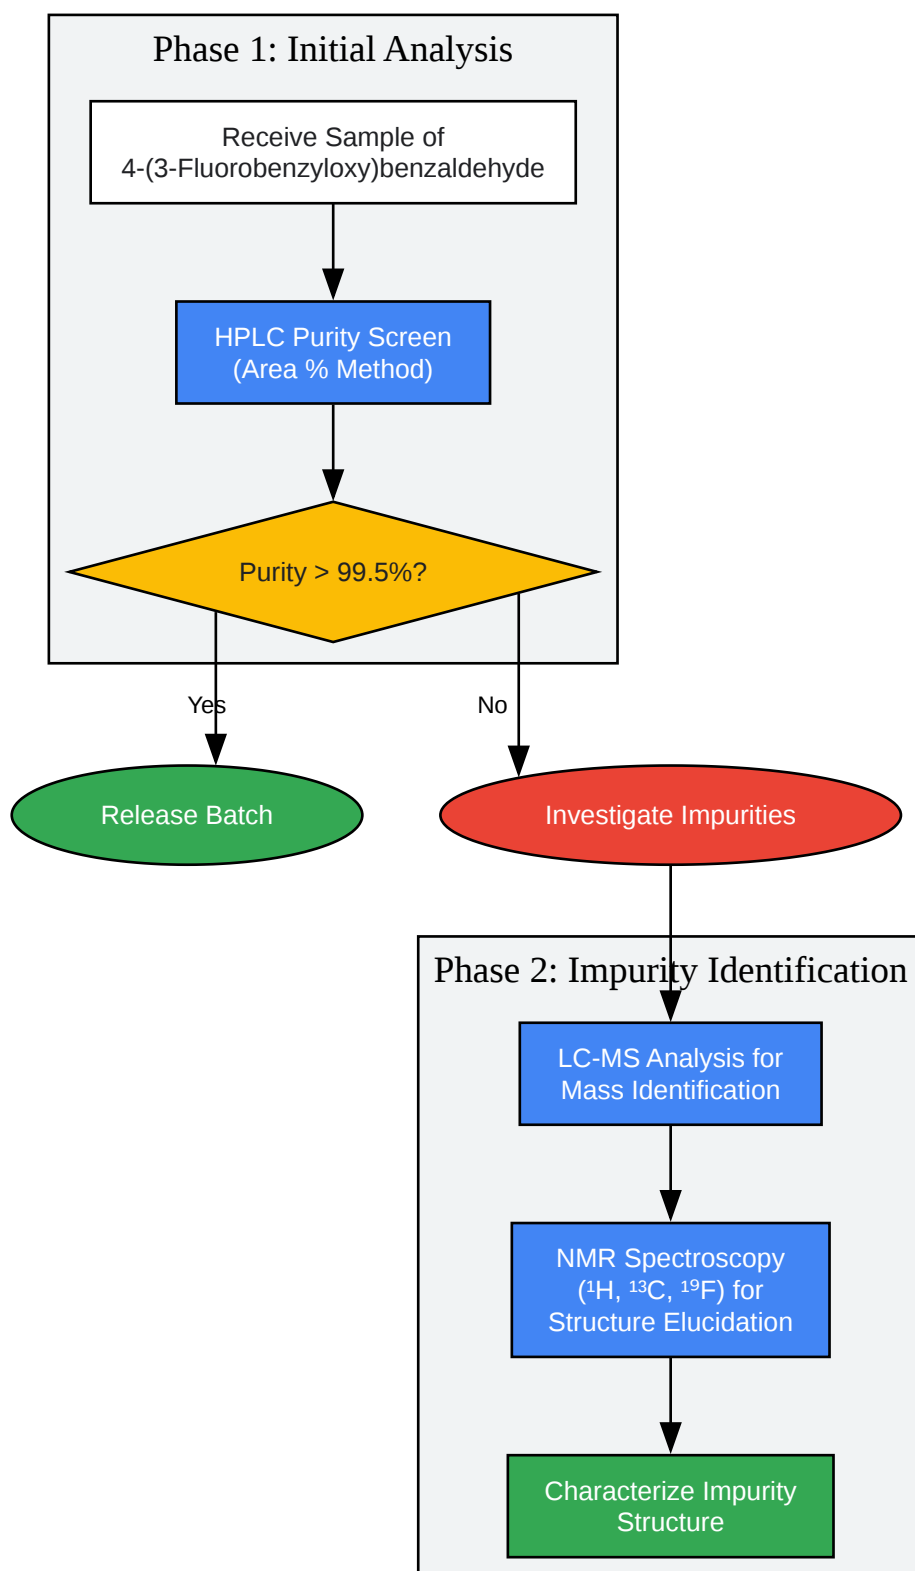 Phase 1: Initial Analysis
Receive Sample of
4-(3-Fluorobenzyloxy)benzaldehyde
HPLC Purity Screen
(Area % Method)
Purity > 99.5%?
Yes
No
Release Batch
Investigate Impurities
Phase 2: Impurity Identification
LC-MS Analysis for
Mass Identification
NMR Spectroscopy
(¹H, ¹³C, ¹⁹F) for
Structure Elucidation
Characterize Impurity
Structure